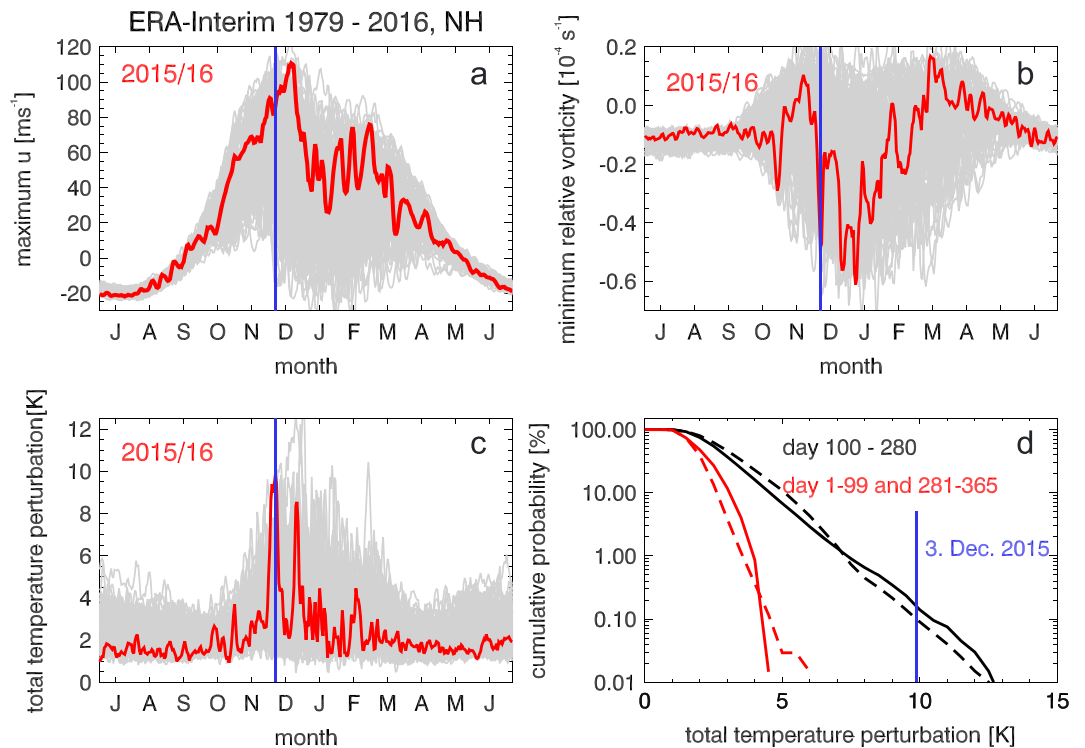 ERA-Interim 1979 - 2016, NH
120
100
80
60
40
20
0
-20
maximum u [ms⁻¹]
2015/16
a
J A S O N D J F M A M J
month
0.2
0.0
-0.2
-0.4
-0.6
minimum relative vorticity [10⁻⁴ s⁻¹]
2015/16
b
J A S O N D J F M A M J
month
12
10
8
6
4
2
0
total temperature perturbation[K]
2015/16
c
J A S O N D J F M A M J
month
100.00
10.00
1.00
0.10
0.01
cumulative probability [%]
day 100 - 280
d
day 1-99 and 281-365
3. Dec. 2015
0 5 10 15
total temperature perturbation [K]